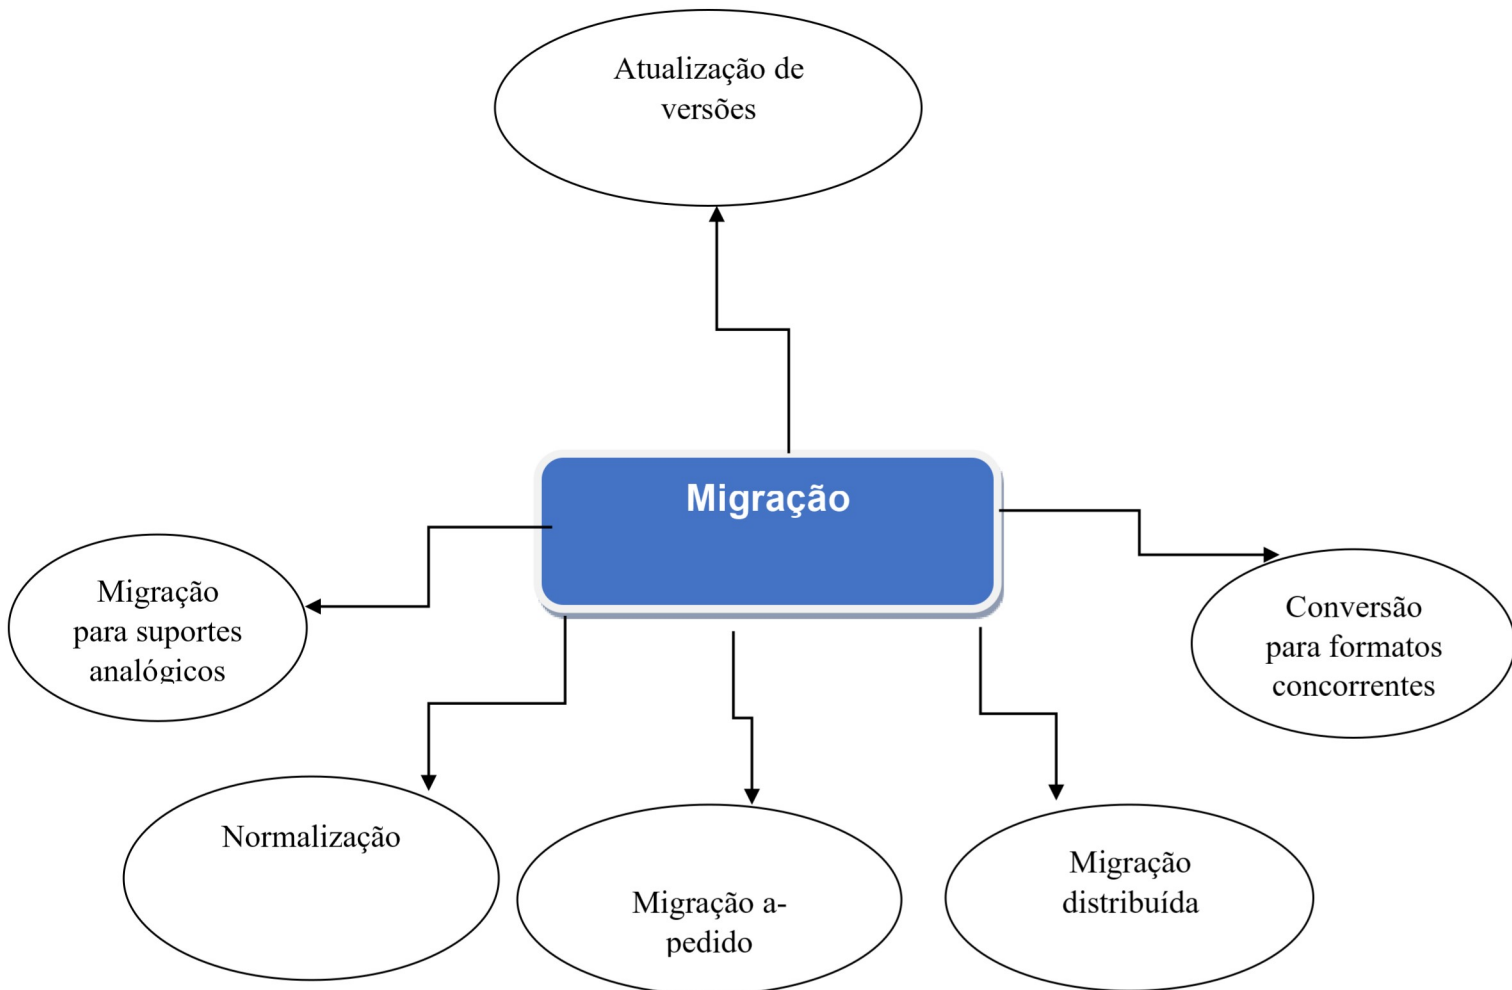 Atualização de
versões
Migração
Migração
para suportes
analógicos
Conversão
para formatos
concorrentes
Normalização
Migração a-
pedido
Migração
distribuída